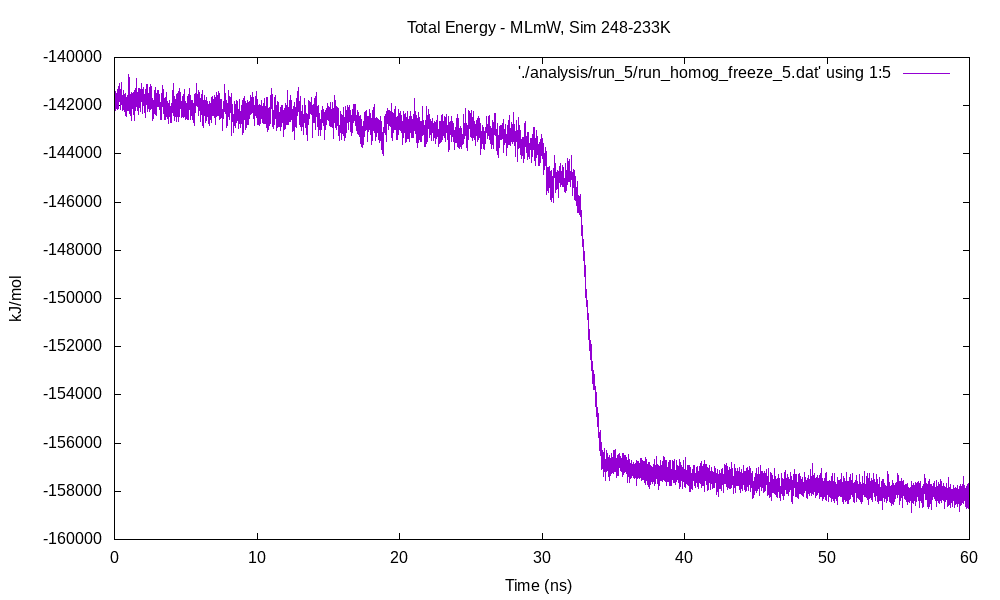 Total Energy - MLmW, Sim 248-233K
'./analysis/run_5/run_homog_freeze_5.dat' using 1:5
-140000
-142000
-144000
-146000
-148000
-150000
-152000
-154000
-156000
-158000
-160000
kJ/mol
0 10 20 30 40 50 60
Time (ns)